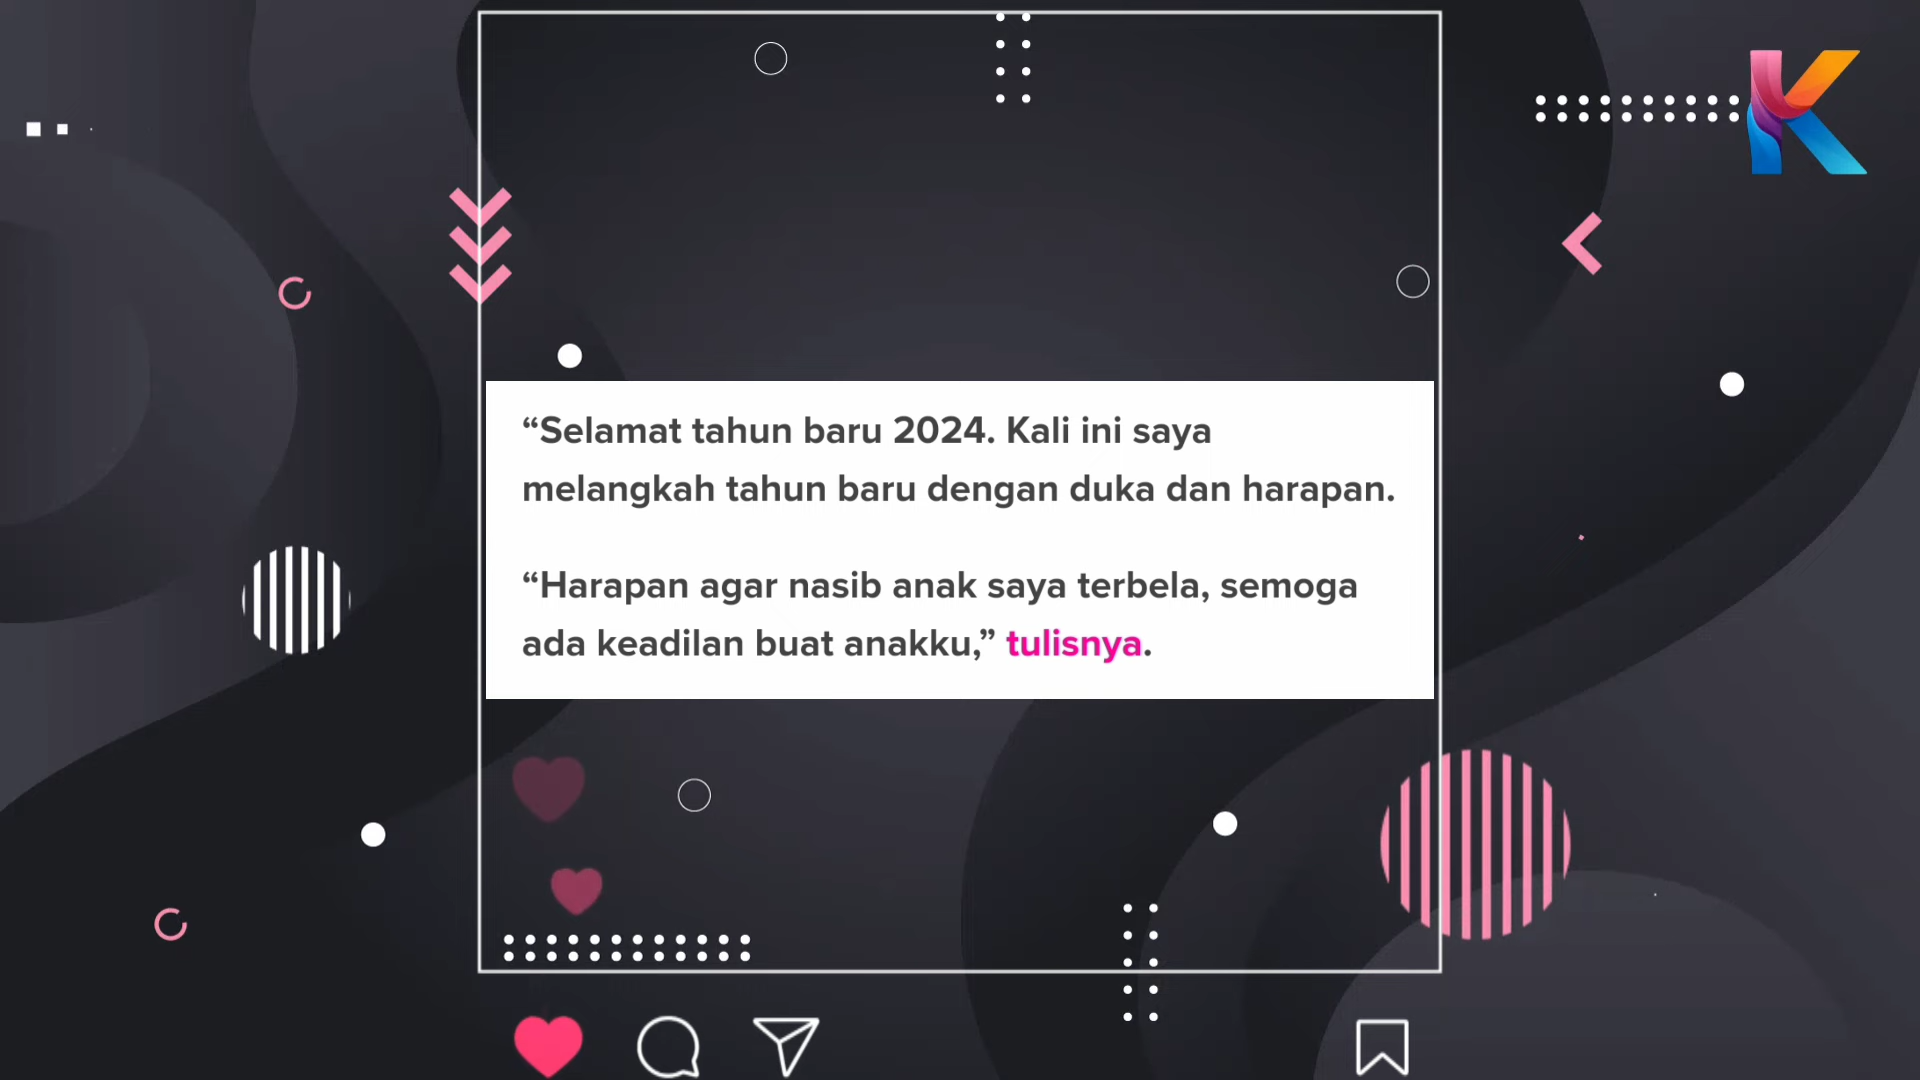 “Selamat tahun baru 2024. Kali ini saya
melangkah tahun baru dengan duka dan harapan.
“Harapan agar nasib anak saya terbela, semoga
ada keadilan buat anakku,” tulisnya.
K